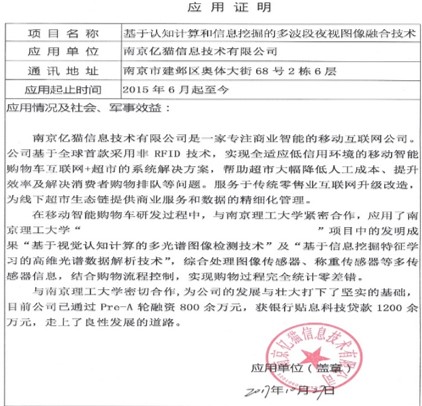 应用证明
项目名称 基于认知计算和信息挖掘的多波段夜视图像融合技术
应用单位 南京亿猫信息技术有限公司
通讯地址 南京市建邺区奥体大街68号2栋6层
应用起止时间 2015年6月起至今
应用情况及社会、军事效益：
南京亿猫信息技术有限公司是一家专注商业智能的移动互联网公司。
公司基于全球首款采用非RFID技术，实现全适应低信用环境的移动智能
购物车互联网+超市的系统解决方案，帮助超市大幅降低人工成本、提升
效率及解决消费者购物排队等问题。服务于传统零售业互联网升级改造，
为线下超市生态链提供商业服务和数据的精细化管理。
在移动智能购物车研发过程中，与南京理工大学紧密合作，应用了南
京理工大学“ ”项目中的发明成
果“基于视觉认知计算的多光谱图像检测技术”及“基于信息挖掘特征学
习的高维光谱数据解析技术”，综合处理图像传感器、称重传感器等多传
感器信息，结合购物流程控制，实现购物过程完全统计零差错。
与南京理工大学密切合作，为公司的发展与壮大打下了坚实的基础，
目前公司已通过Pre-A轮融资800余万元，获银行贴息科技贷款1200余
万元，走上了良性发展的道路。
南京亿猫信息技术有限公司
应用单位（盖章）
2017年12月27日